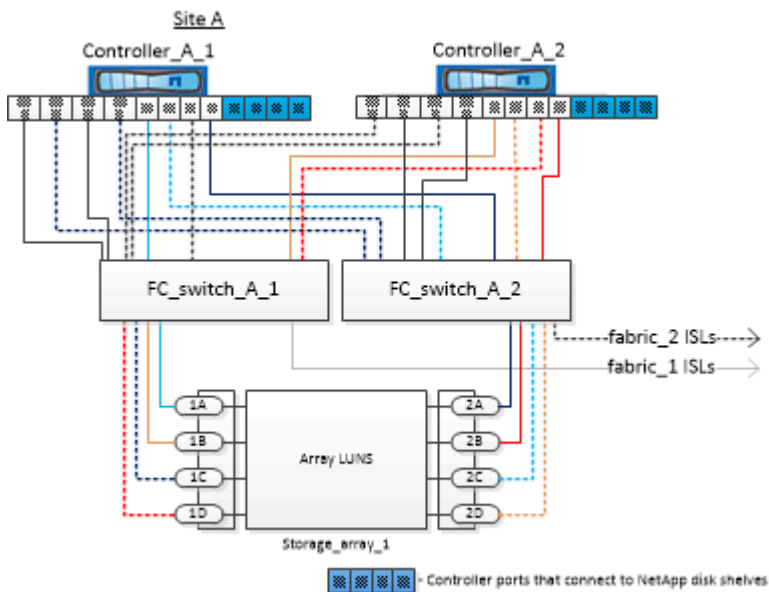 Site A
Controller_A_1
Controller_A_2
FC_switch_A_1
FC_switch_A_2
fabric_2 ISLs
fabric_1 ISLs
1A
2A
1B
Array LUNS
2B
1C
2C
1D
2D
Storage_array_1
- Controller ports that connect to NetApp disk shelves